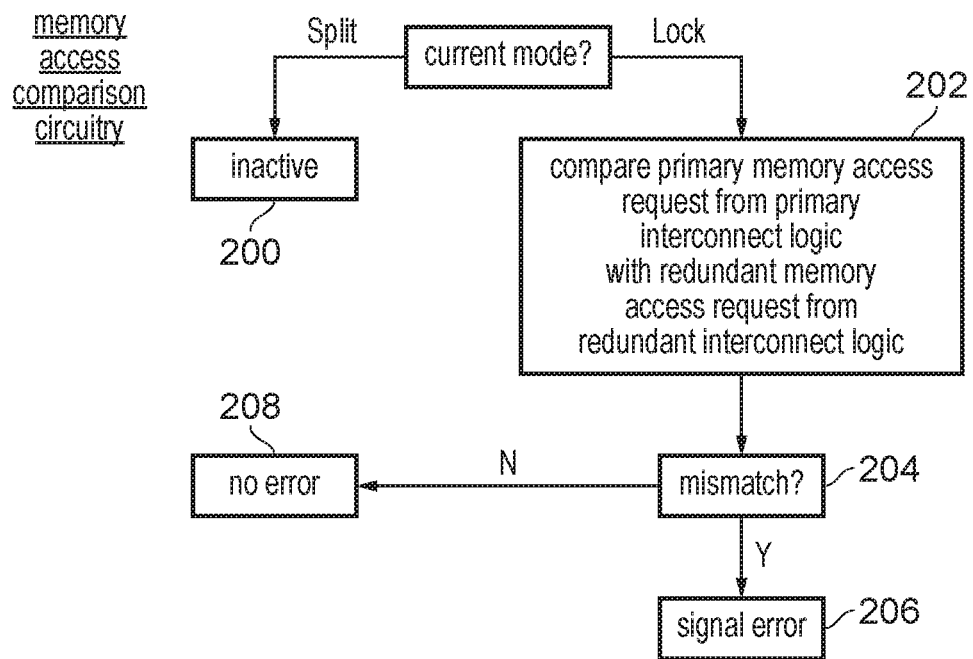 memory
access
comparison
circuitry
Split
current mode?
Lock
202
inactive
200
compare primary memory access
request from primary
interconnect logic
with redundant memory
access request from
redundant interconnect logic
208
no error
N
mismatch?
204
Y
signal error
206